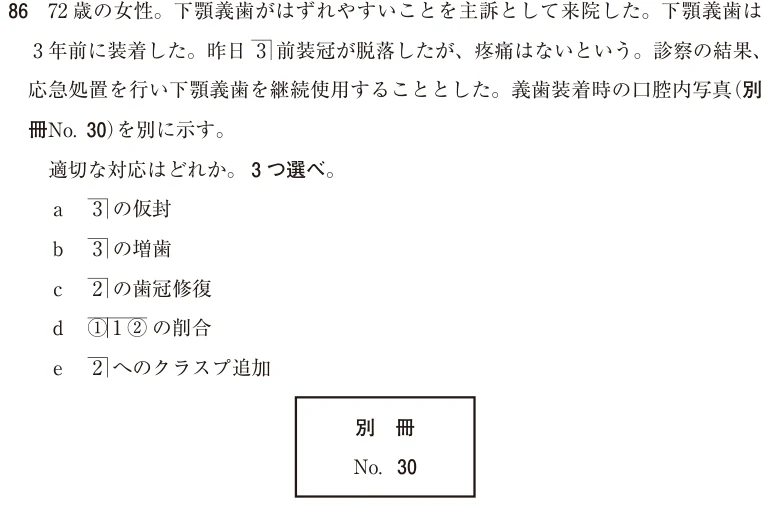 86 72歳の女性。下顎義歯がはずれやすいことを主訴として来院した。下顎義歯は
3年前に装着した。昨日3前装冠が脱落したが、疼痛はないという。診察の結果、
応急処置を行い下顎義歯を継続使用することとした。義歯装着時の口腔内写真(別
冊No. 30)を別に示す。
適切な対応はどれか。3つ選べ。
a 3の仮封
b 3の増歯
c 2の歯冠修復
d ①1②の削合
e 2へのクラスプ追加
別 冊
No. 30